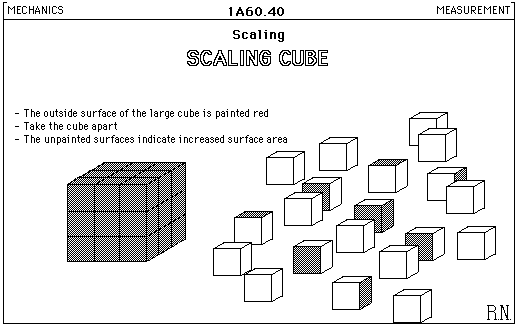 MECHANICS
1A60.40
MEASUREMENT
Scaling
SCALING CUBE
- The outside surface of the large cube is painted red
- Take the cube apart
- The unpainted surfaces indicate increased surface area
R.N.